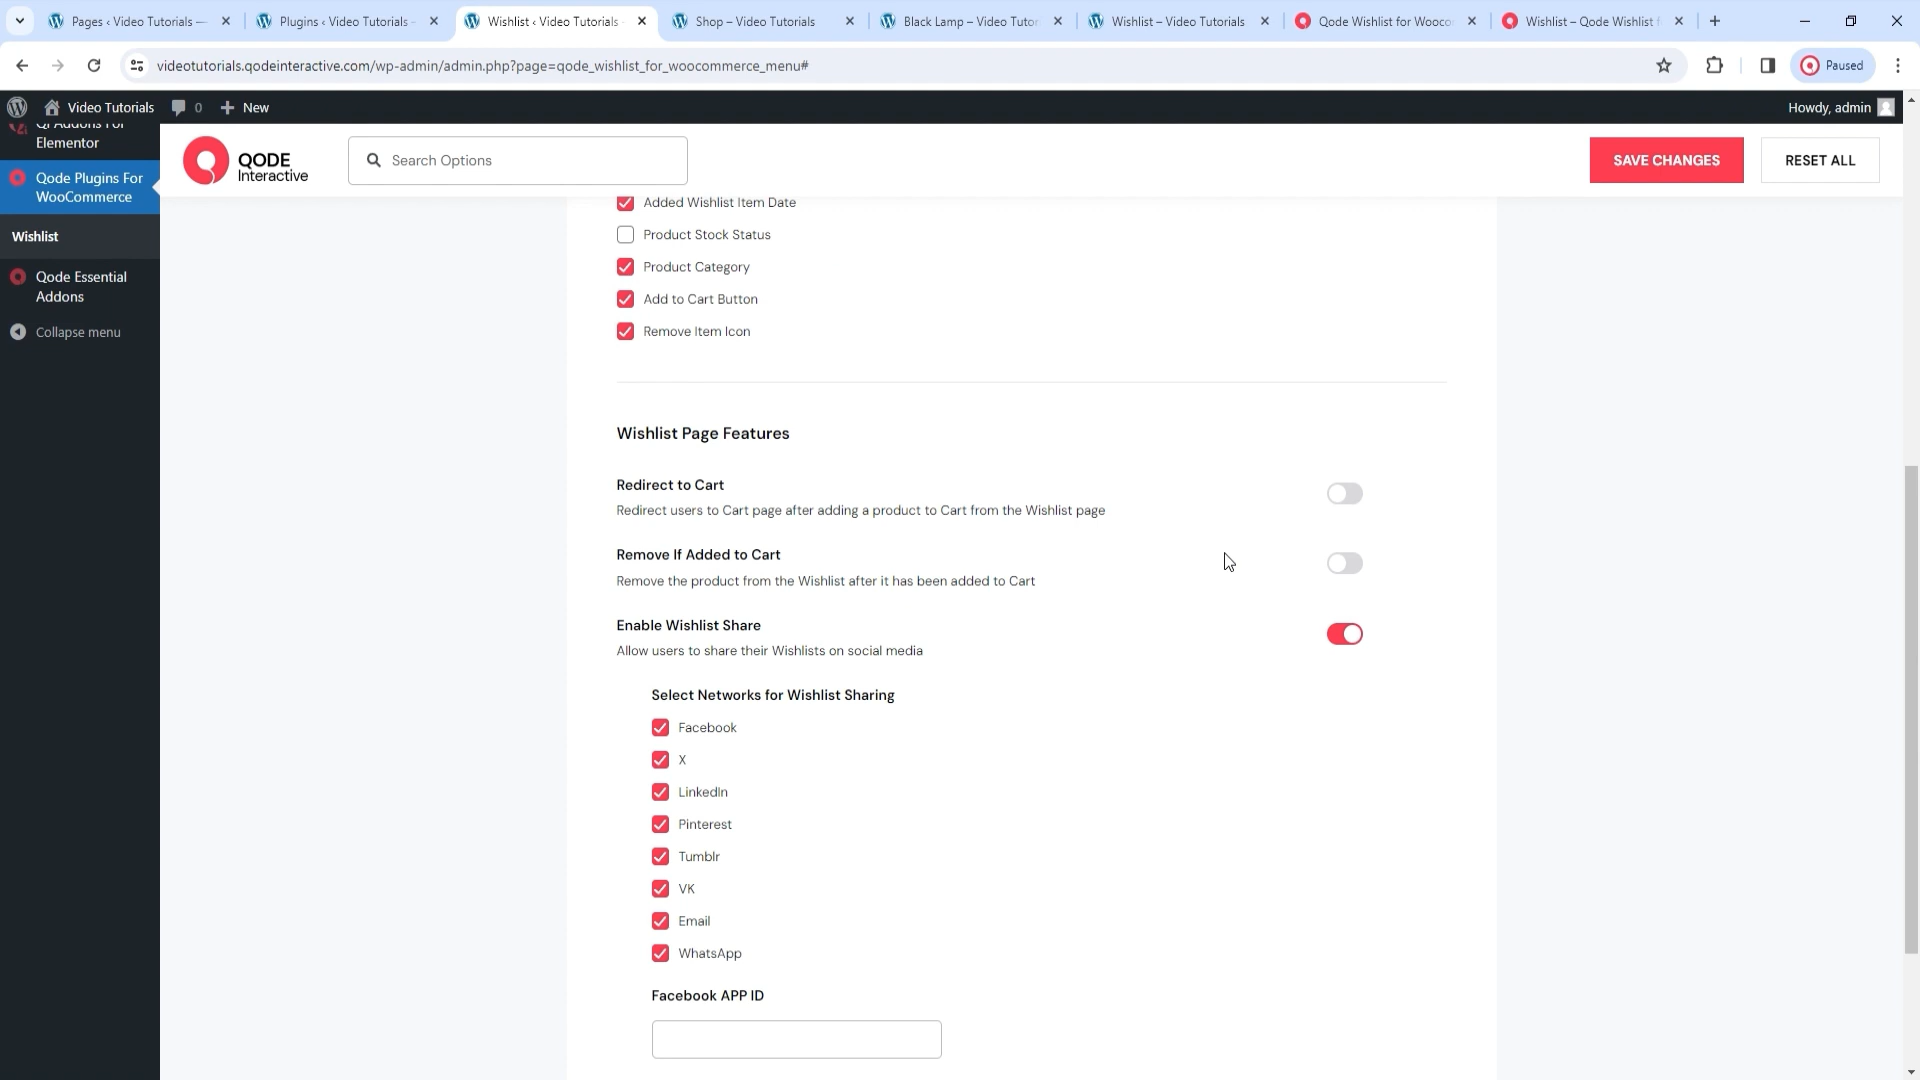 Pages ‹ Video Tutorials —
Plugins ‹ Video Tutorials -
Wishlist ‹ Video Tutorials
Shop – Video Tutorials
Black Lamp – Video Tutor
Wishlist – Video Tutorials
Qode Wishlist for Wooco
Wishlist – Qode Wishlist f
videotutorials.qodeinteractive.com/wp-admin/admin.php?page=qode_wishlist_for_woocommerce_menu#
Paused
Video Tutorials
0
New
Howdy, admin
Qi Addons For
Elementor
Qode Plugins For
WooCommerce
Wishlist
Qode Essential
Addons
Collapse menu
QODE
Interactive
Search Options
SAVE CHANGES
RESET ALL
Added Wishlist Item Date
Product Stock Status
Product Category
Add to Cart Button
Remove Item Icon
Wishlist Page Features
Redirect to Cart
Redirect users to Cart page after adding a product to Cart from the Wishlist page
Remove If Added to Cart
Remove the product from the Wishlist after it has been added to Cart
Enable Wishlist Share
Allow users to share their Wishlists on social media
Select Networks for Wishlist Sharing
Facebook
X
LinkedIn
Pinterest
Tumblr
VK
Email
WhatsApp
Facebook APP ID